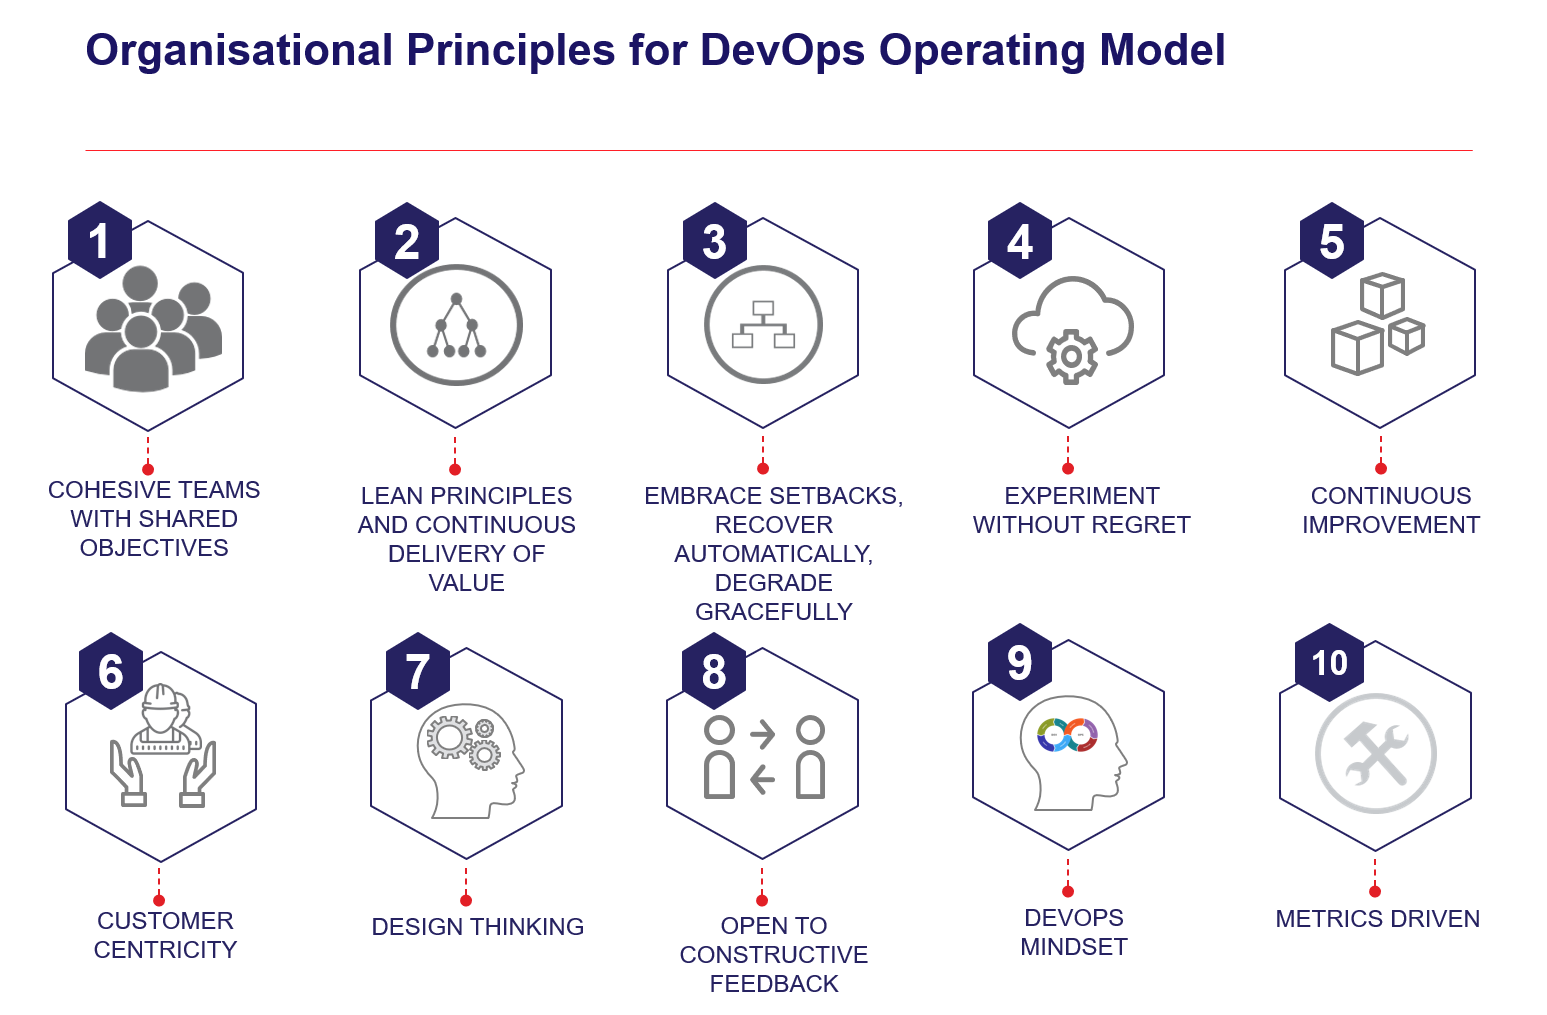 Organisational Principles for DevOps Operating Model
1
COHESIVE TEAMS
WITH SHARED
OBJECTIVES
2
LEAN PRINCIPLES
AND CONTINUOUS
DELIVERY OF
VALUE
3
EMBRACE SETBACKS,
RECOVER
AUTOMATICALLY,
DEGRADE
GRACEFULLY
4
EXPERIMENT
WITHOUT REGRET
5
CONTINUOUS
IMPROVEMENT
6
CUSTOMER
CENTRICITY
7
DESIGN THINKING
8
OPEN TO
CONSTRUCTIVE
FEEDBACK
9
DEVOPS
MINDSET
10
METRICS DRIVEN